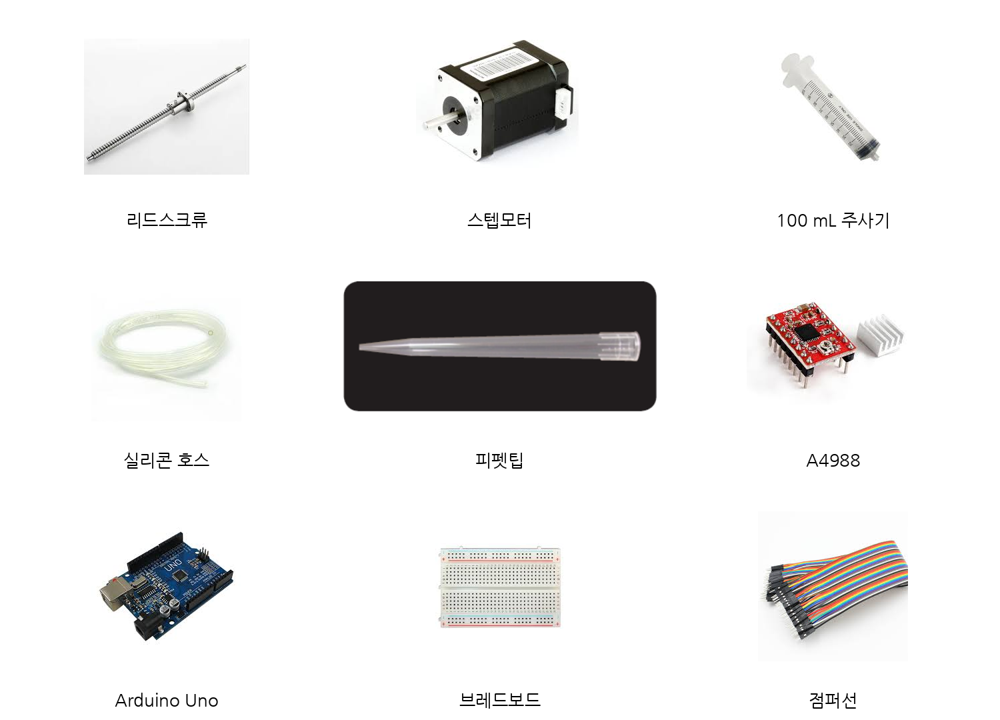 리드스크류
스텝모터
100 mL 주사기
실리콘 호스
피펫팁
A4988
UNO
Arduino Uno
브레드보드
점퍼선